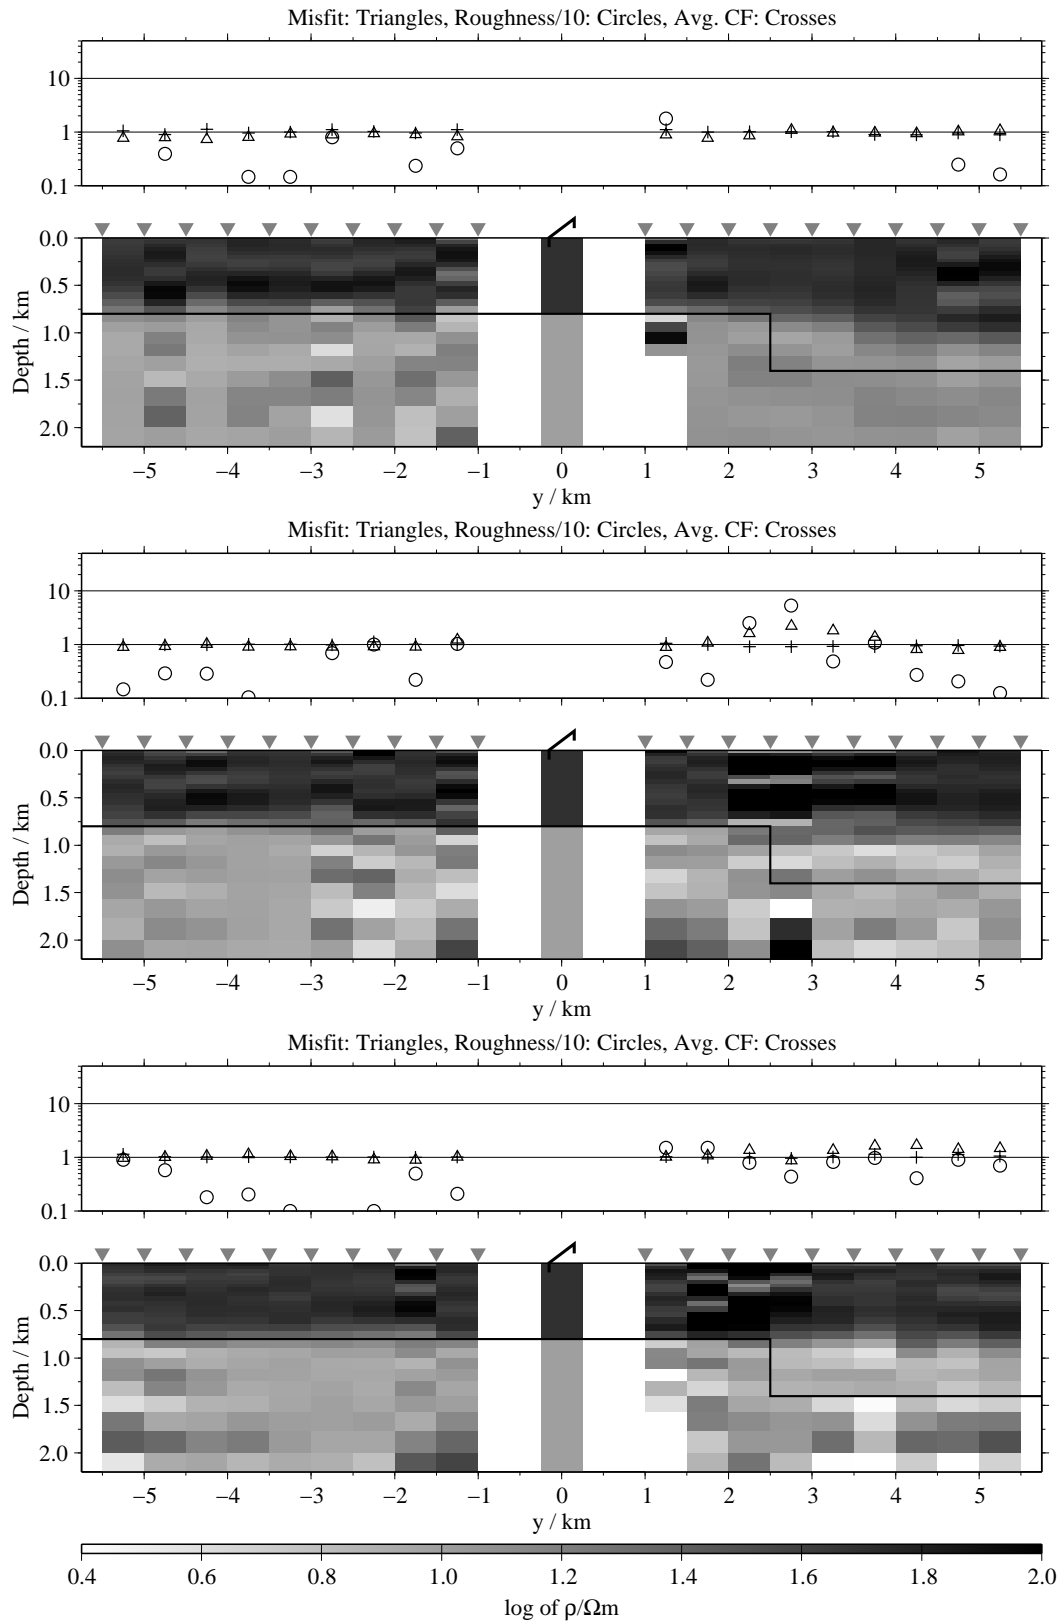 Misfit: Triangles, Roughness/10: Circles, Avg. CF: Crosses
10
1
0.1
0.0
0.5
1.0
1.5
2.0
Depth / km
−5 −4 −3 −2 −1 0 1 2 3 4 5
y / km
Misfit: Triangles, Roughness/10: Circles, Avg. CF: Crosses
10
1
0.1
0.0
0.5
1.0
1.5
2.0
Depth / km
−5 −4 −3 −2 −1 0 1 2 3 4 5
y / km
Misfit: Triangles, Roughness/10: Circles, Avg. CF: Crosses
10
1
0.1
0.0
0.5
1.0
1.5
2.0
Depth / km
−5 −4 −3 −2 −1 0 1 2 3 4 5
y / km
0.4 0.6 0.8 1.0 1.2 1.4 1.6 1.8 2.0
log of ρ/Ωm